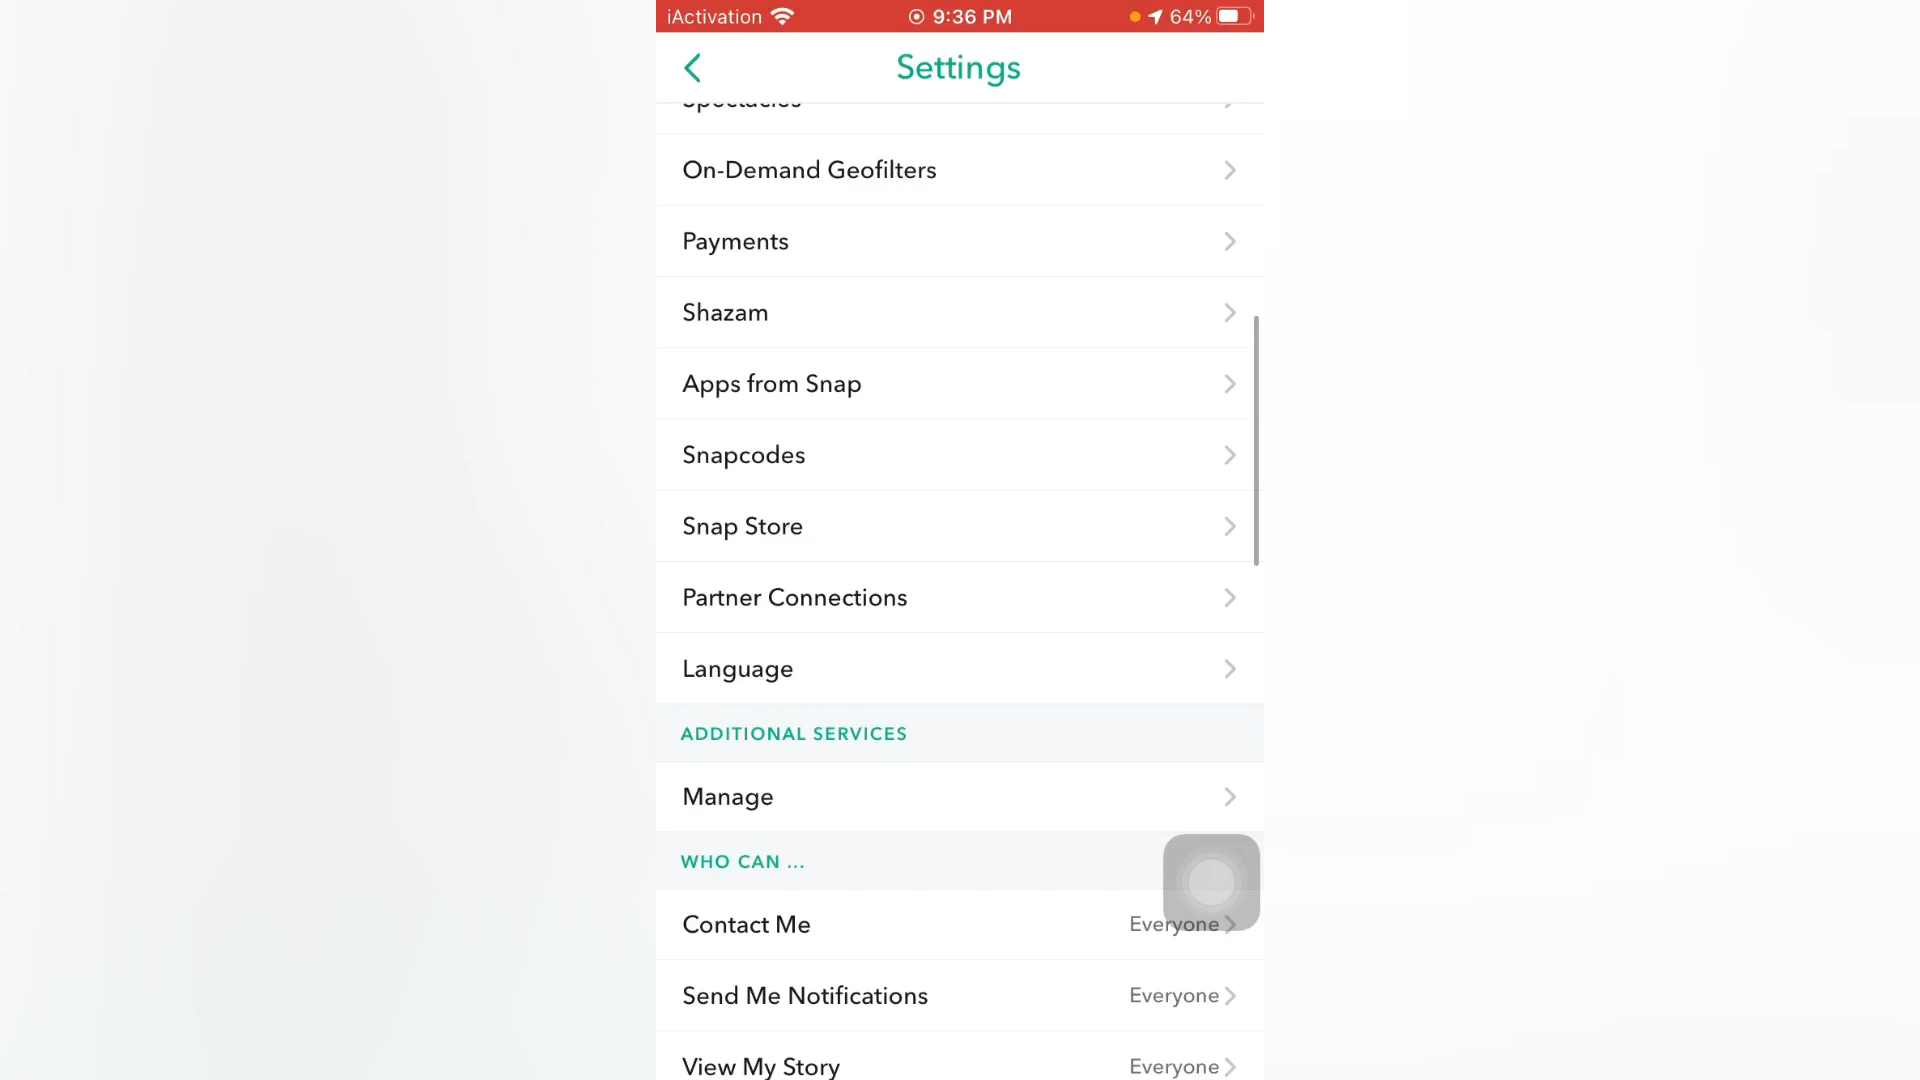 iActivation 9:36 PM 64%
Settings
Spectacles
On-Demand Geofilters
Payments
Shazam
Apps from Snap
Snapcodes
Snap Store
Partner Connections
Language
ADDITIONAL SERVICES
Manage
WHO CAN ...
Contact Me Everyone
Send Me Notifications Everyone
View My Story Everyone